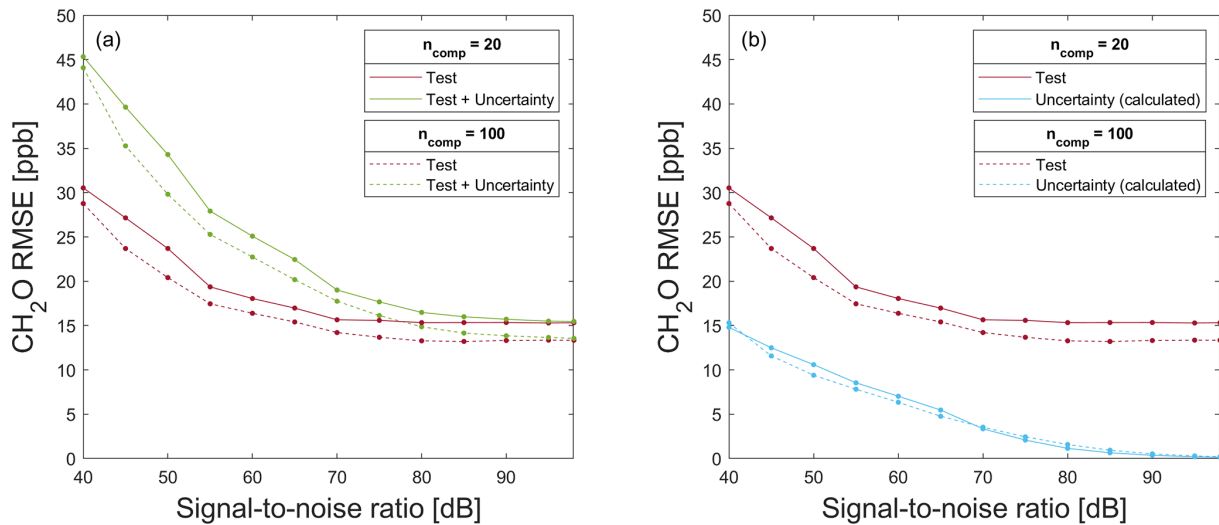 (a)
CH2O RMSE [ppb]
50
45
40
35
30
25
20
15
10
5
0
40 50 60 70 80 90
Signal-to-noise ratio [dB]
ncomp = 20
Test
Test + Uncertainty
ncomp = 100
Test
Test + Uncertainty
(b)
CH2O RMSE [ppb]
50
45
40
35
30
25
20
15
10
5
0
40 50 60 70 80 90
Signal-to-noise ratio [dB]
ncomp = 20
Test
Uncertainty (calculated)
ncomp = 100
Test
Uncertainty (calculated)